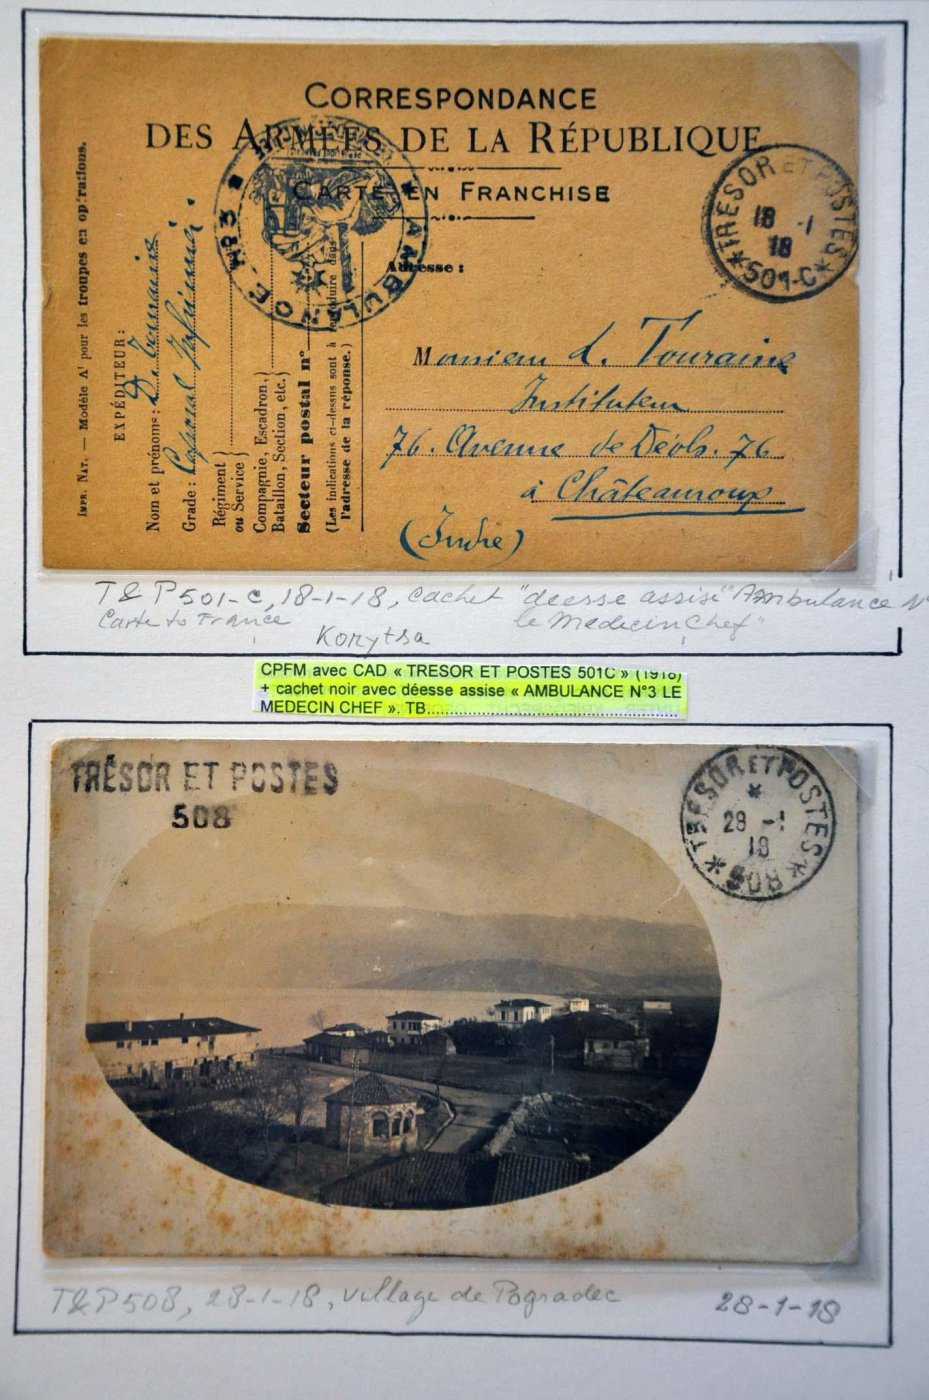 CORRESPONDANCE
DES ARMÉES DE LA RÉPUBLIQUE
CARTE EN FRANCHISE
AMBULANCE No 3
TRESOR ET POSTES
18 -1
18
*501-C*
IMPR. NAT. — Modèle A1 pour les troupes en opérations.
EXPÉDITEUR:
Nom et prénoms:
Grade: Caporal
Régiment
ou Service
Compagnie, Escadron,
Bataillon, Section, etc.
Secteur postal n°
(Les indications ci-dessus sont à reproduire dans
l'adresse de la réponse.)
Adresse:
Monsieur L. Touraine
Instituteur
76. Avenue de Déols. 76
à Châteauroux
(Indre)
T&P 501-C, 18-1-18, cachet "déesse assise" Ambulance N°
Carte to France le Medecin Chef"
Korytsa
CPFM avec CAD « TRESOR ET POSTES 501C » (1918)
+ cachet noir avec déesse assise « AMBULANCE N°3 LE
MEDECIN CHEF ». TB
TRÉSOR ET POSTES
508
TRESOR ET POSTES
28 -1
18
*508*
T&P 508, 28-1-18, village de Pogradec
28-1-18